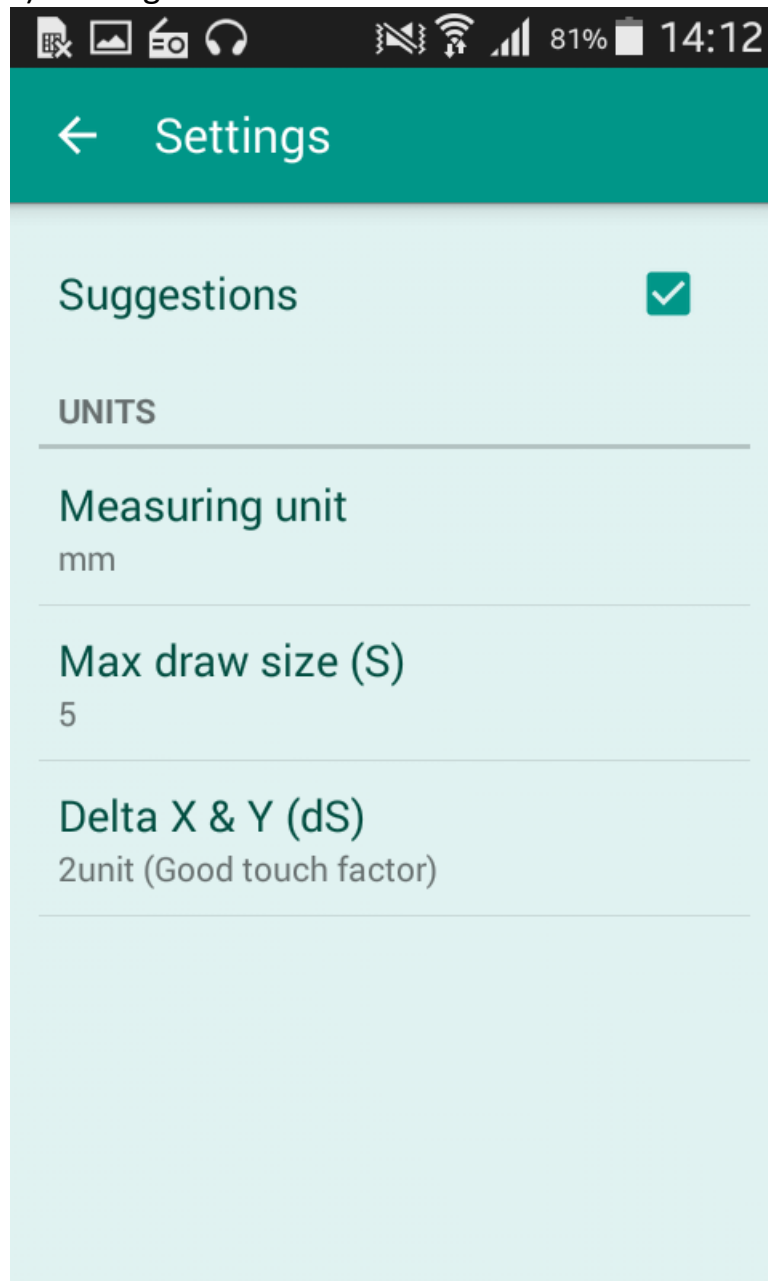 81% 14:12
Settings
Suggestions
UNITS
Measuring unit
mm
Max draw size (S)
5
Delta X & Y (dS)
2unit (Good touch factor)